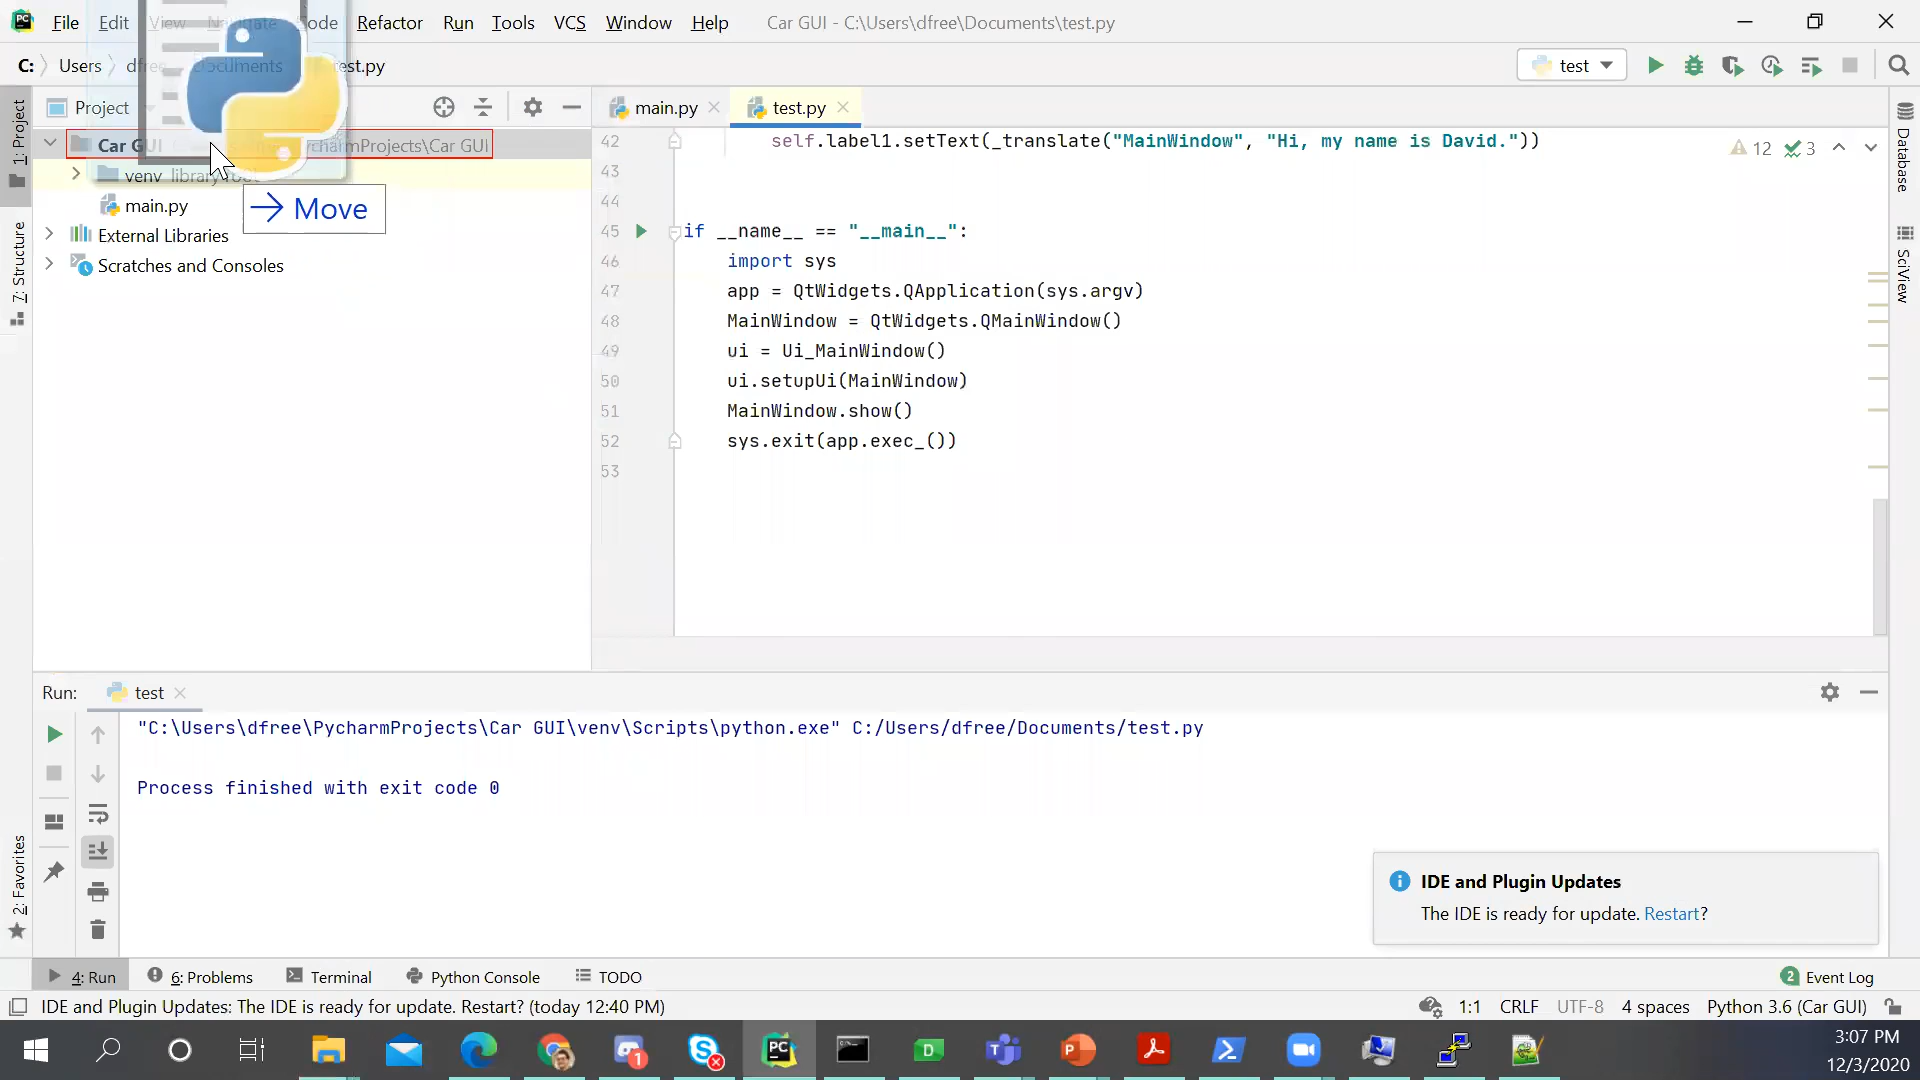 File Edit View Navigate Code Refactor Run Tools VCS Window Help Car GUI - C:\Users\dfree\Documents\test.py
C: Users dfree Documents test.py test
Project main.py test.py
Car GUI PycharmProjects\Car GUI
venv library root
main.py
External Libraries
Scratches and Consoles
Move
1: Project
7: Structure
2: Favorites
Database
SciView
12 3
42 self.label1.setText(_translate("MainWindow", "Hi, my name is David."))
43
44
45 if __name__ == "__main__":
46 import sys
47 app = QtWidgets.QApplication(sys.argv)
48 MainWindow = QtWidgets.QMainWindow()
49 ui = Ui_MainWindow()
50 ui.setupUi(MainWindow)
51 MainWindow.show()
52 sys.exit(app.exec_())
53
Run: test
"C:\Users\dfree\PycharmProjects\Car GUI\venv\Scripts\python.exe" C:/Users/dfree/Documents/test.py
Process finished with exit code 0
IDE and Plugin Updates
The IDE is ready for update. Restart?
4: Run 6: Problems Terminal Python Console TODO 2 Event Log
IDE and Plugin Updates: The IDE is ready for update. Restart? (today 12:40 PM) 1:1 CRLF UTF-8 4 spaces Python 3.6 (Car GUI)
3:07 PM
12/3/2020